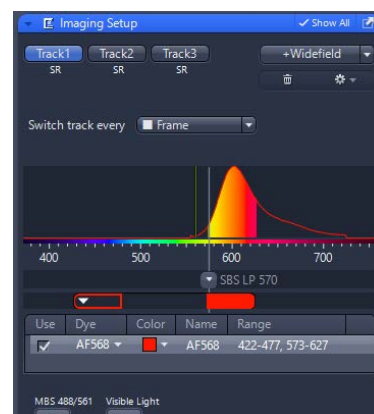 Imaging Setup Show All
Track1 Track2 Track3 +Widefield
SR SR SR
Switch track every Frame
400 500 600 700
SBS LP 570
Use Dye Color Name Range
AF568 AF568 422-477, 573-627
MBS 488/561 Visible Light